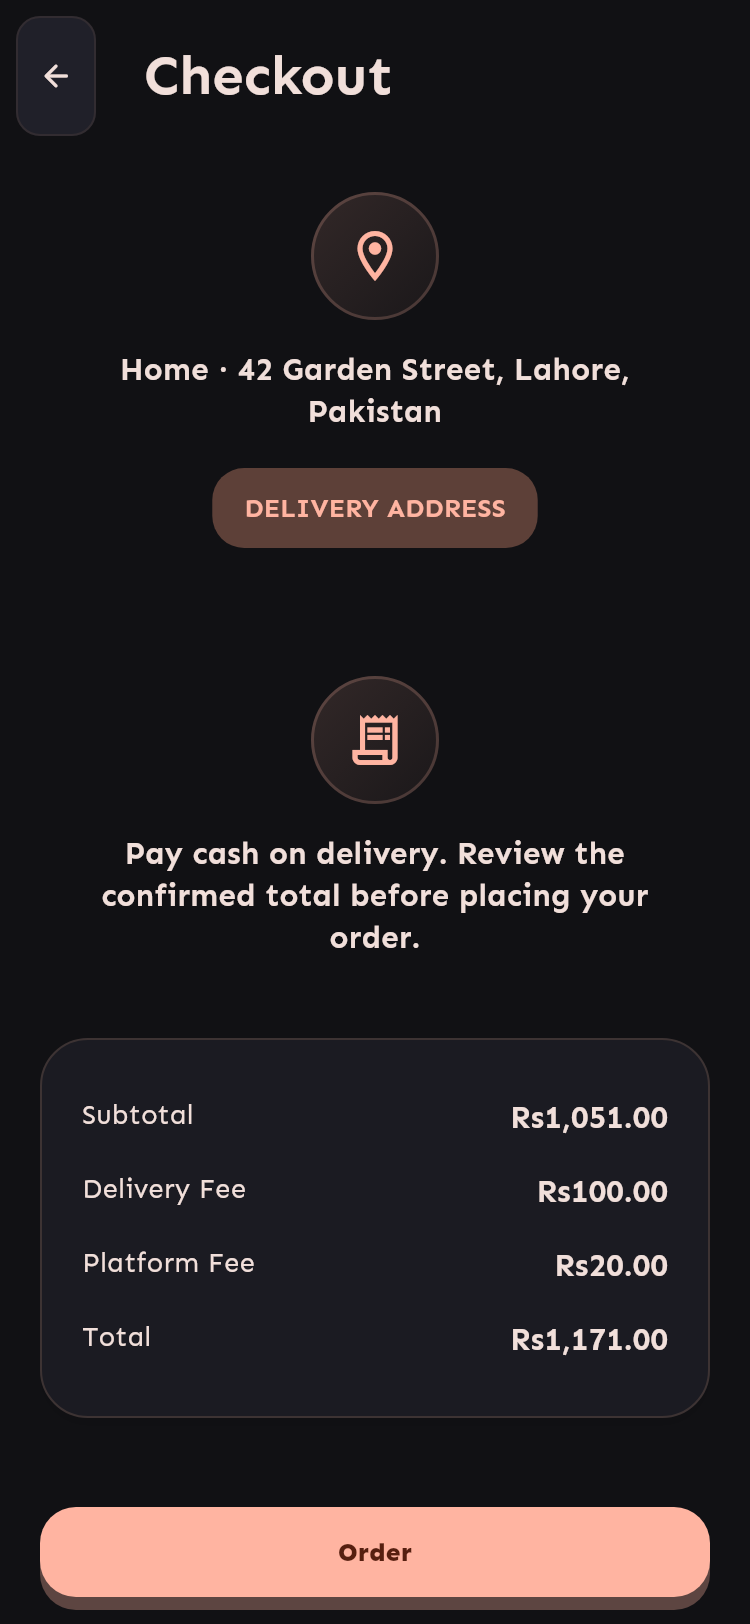 Checkout
Home · 42 Garden Street, Lahore,
Pakistan
DELIVERY ADDRESS
Pay cash on delivery. Review the
confirmed total before placing your
order.
Subtotal Rs1,051.00
Delivery Fee Rs100.00
Platform Fee Rs20.00
Total Rs1,171.00
Order